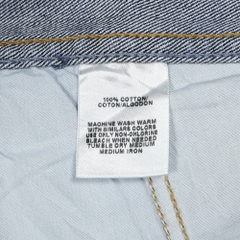 100% COTTON/
COTON/ALGODON
MACHINE WASH WARM
WITH SIMILARS COLORS
USE ONLY NON-CHLORINE
BLEACH WHEN NEEDED
TUMBLE DRY MEDIUM
MEDIUM IRON